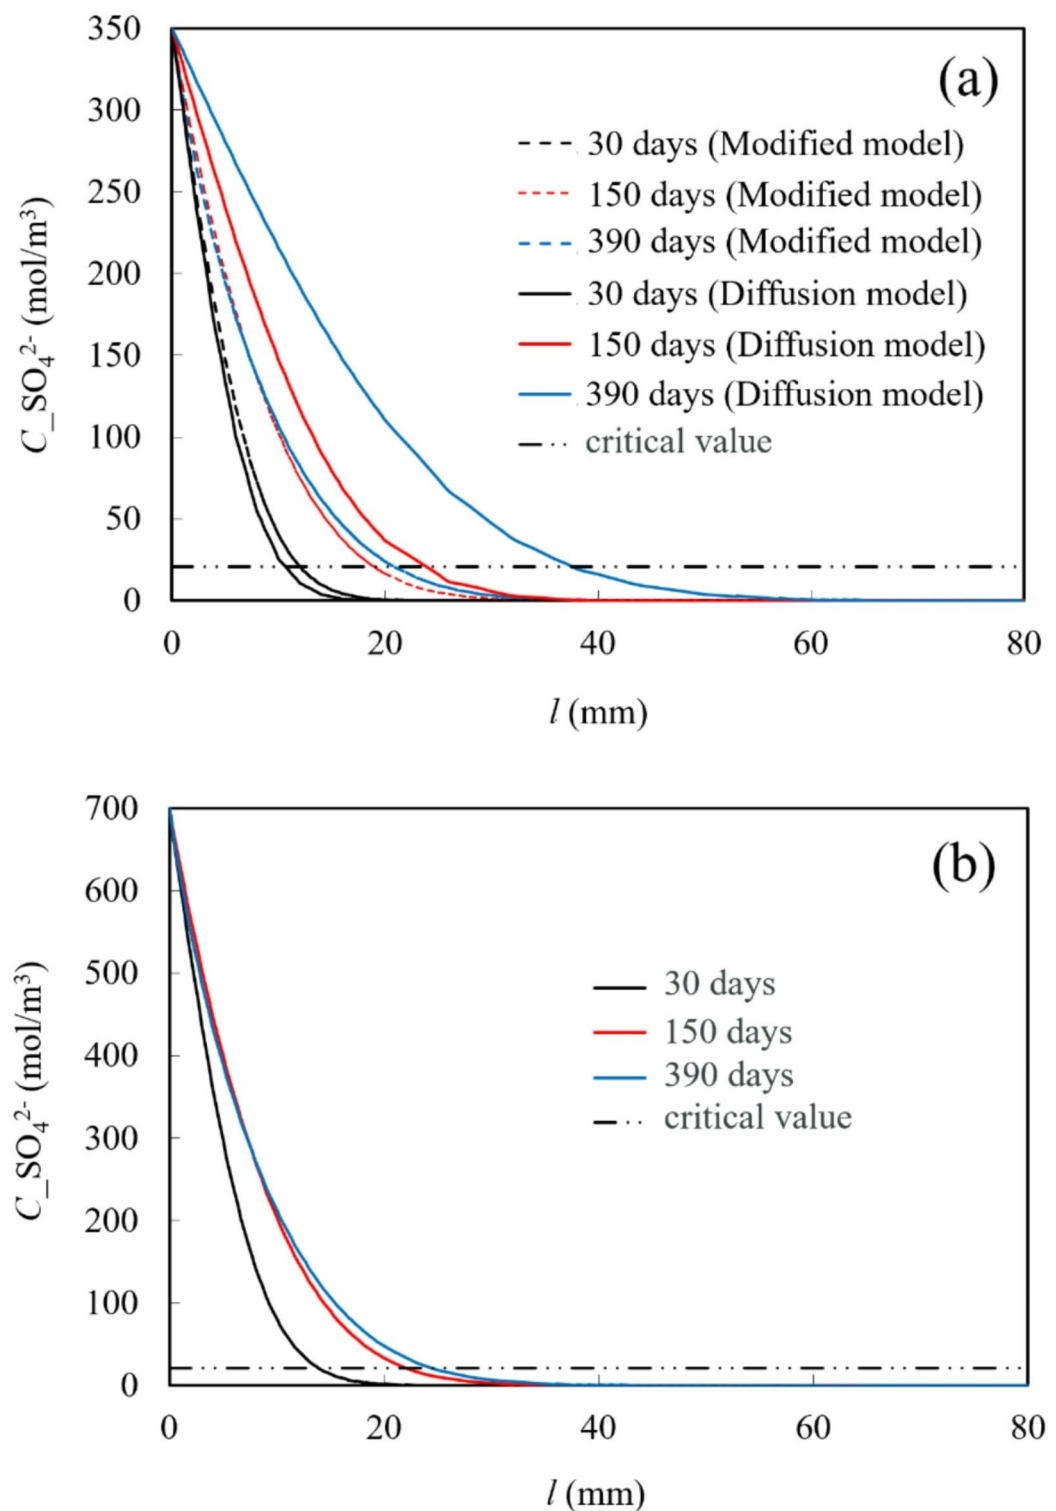 350
(a)
30 days (Modified model)
300
150 days (Modified model)
250
390 days (Modified model)
200
30 days (Diffusion model)
150 days (Diffusion model)
150
390 days (Diffusion model)
100
critical value
50
0
C_SO₄²⁻ (mol/m³)
0 20 40 60 80
l (mm)
700
(b)
600
500
30 days
400
150 days
390 days
300
critical value
200
100
0
C_SO₄²⁻ (mol/m³)
0 20 40 60 80
l (mm)